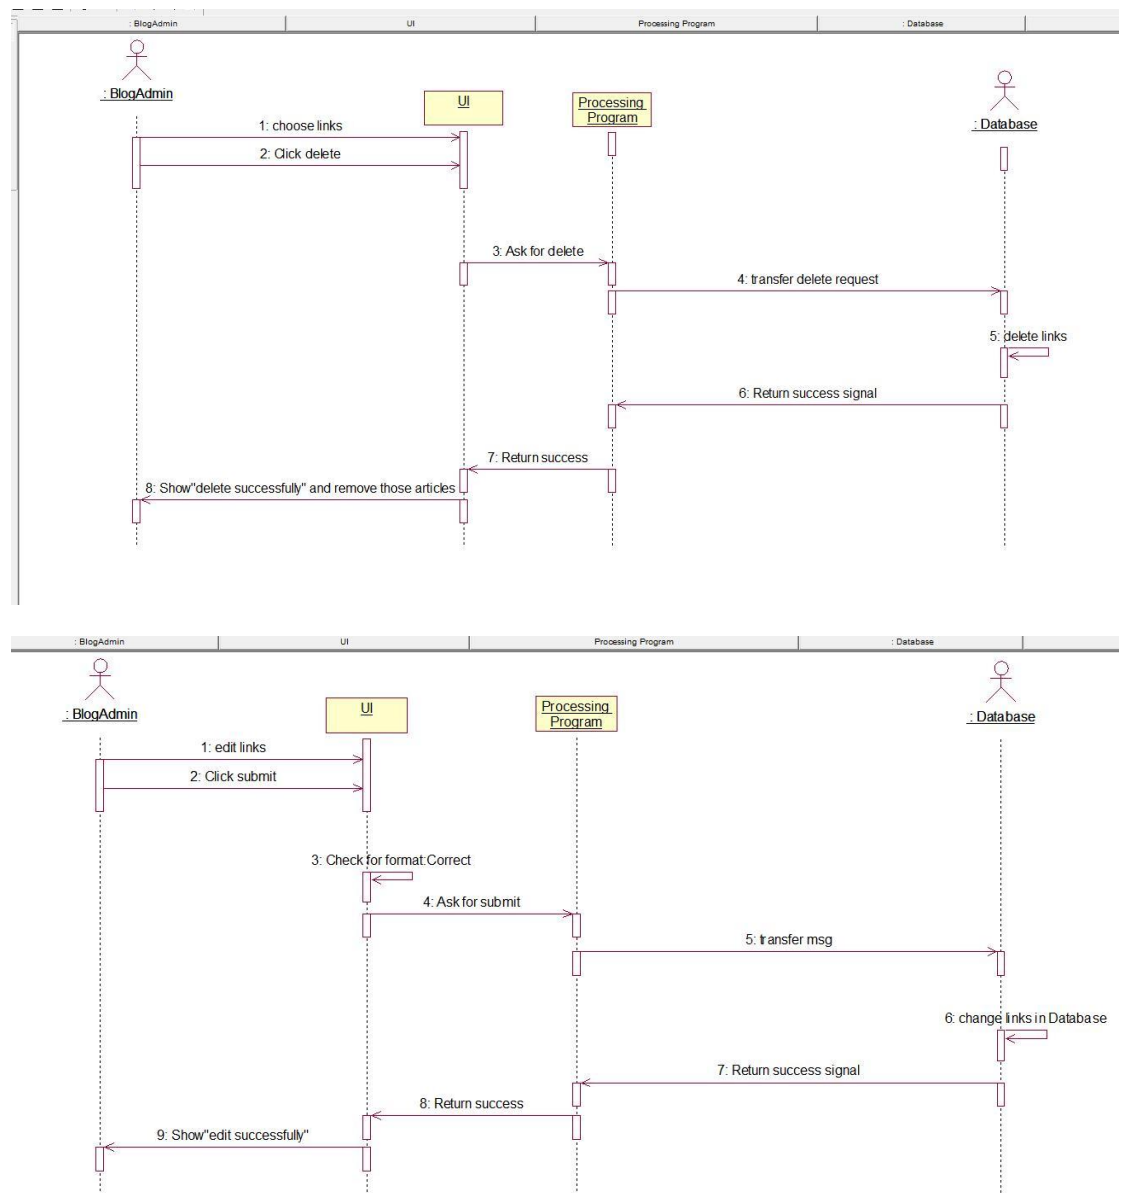 : BlogAdmin UI Processing Program : Database
: BlogAdmin
UI
Processing
Program
: Database
1: choose links
2: Click delete
3: Ask for delete
4: transfer delete request
5: delete links
6: Return success signal
7: Return success
8: Show"delete successfully" and remove those articles
: BlogAdmin UI Processing Program : Database
: BlogAdmin
UI
Processing
Program
: Database
1: edit links
2: Click submit
3: Check for format:Correct
4: Ask for submit
5: transfer msg
6: change links in Database
7: Return success signal
8: Return success
9: Show"edit successfully"